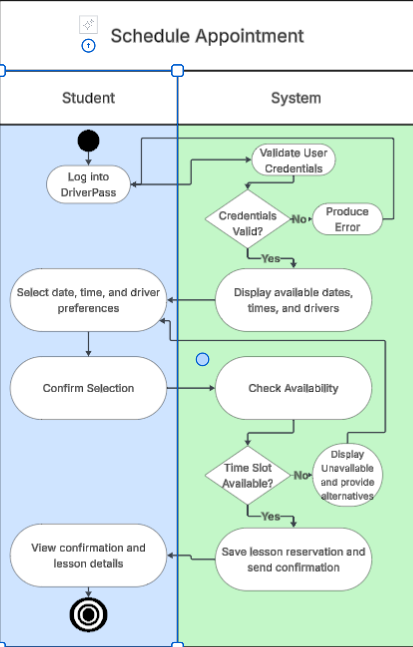 Schedule Appointment
Student
System
Log into
DriverPass
Validate User
Credentials
Credentials
Valid?
No
Produce
Error
Yes
Select date, time, and driver
preferences
Display available dates,
times, and drivers
Confirm Selection
Check Availability
Time Slot
Available?
No
Display
Unavailable
and provide
alternatives
Yes
View confirmation and
lesson details
Save lesson reservation and
send confirmation